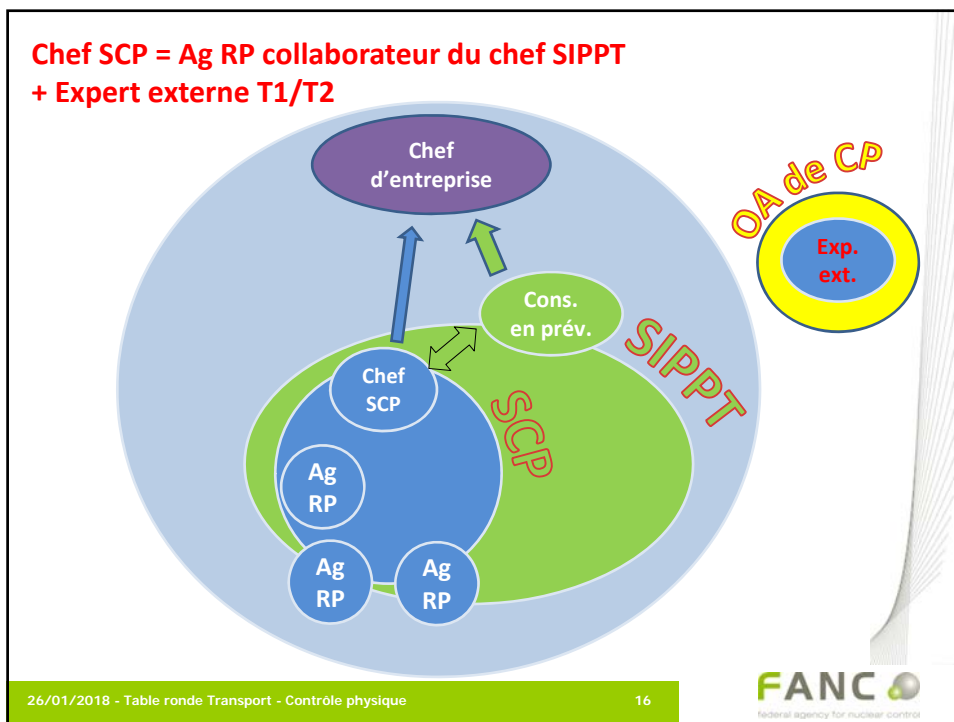 Chef SCP = Ag RP collaborateur du chef SIPPT
+ Expert externe T1/T2
Chef
d'entreprise
OA de CP
Exp.
ext.
Cons.
en prév.
SIPPT
Chef
SCP
SCP
Ag
RP
Ag
RP
Ag
RP
26/01/2018 - Table ronde Transport - Contrôle physique
16
FANC
federal agency for nuclear control